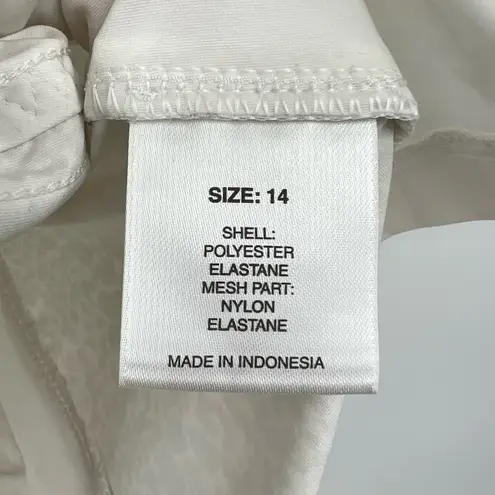 SIZE: 14
SHELL:
POLYESTER
ELASTANE
MESH PART:
NYLON
ELASTANE
MADE IN INDONESIA